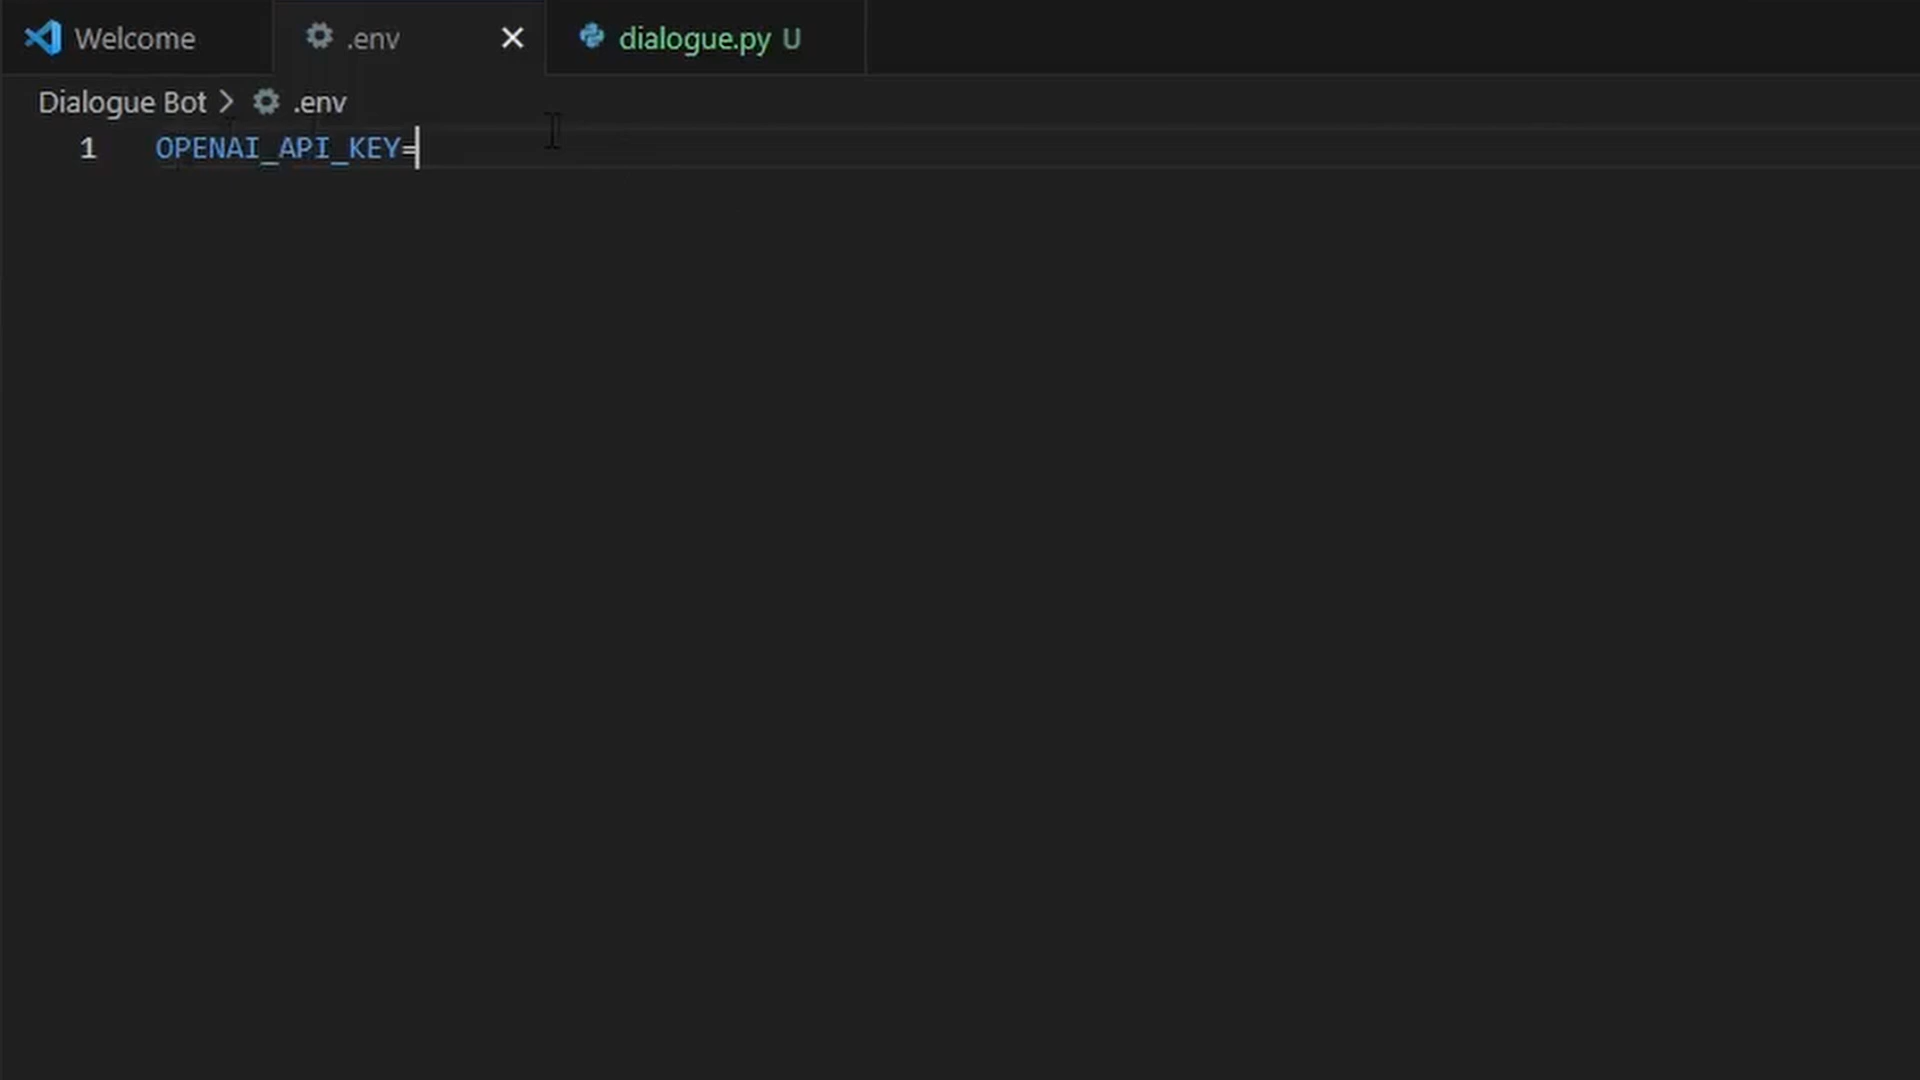 Welcome
.env
dialogue.py U
Dialogue Bot > .env
1 OPENAI_API_KEY=